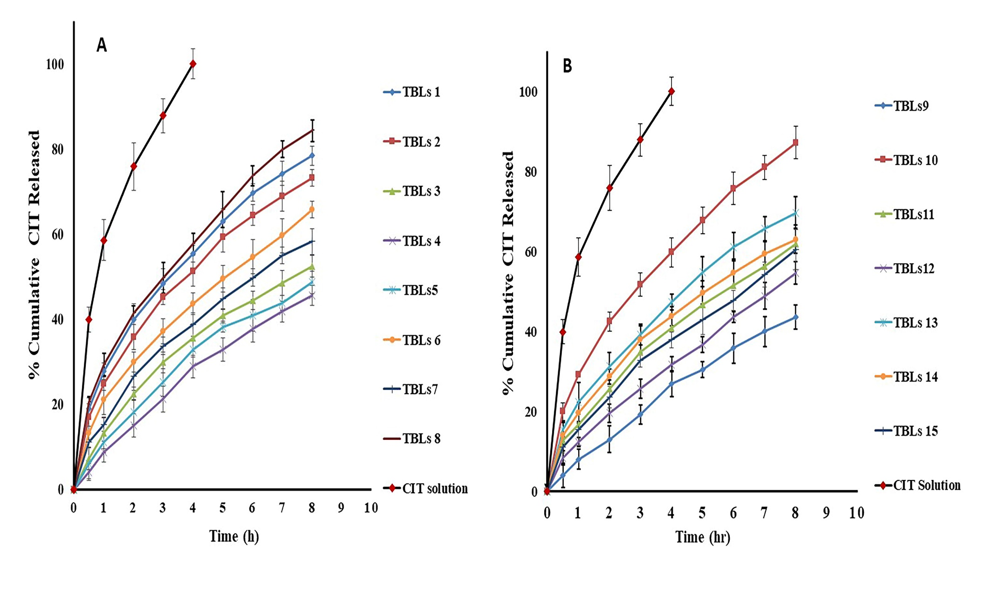 A
% Cumulative CIT Released
100
80
60
40
20
0
0 1 2 3 4 5 6 7 8 9 10
Time (h)
TBLs 1
TBLs 2
TBLs 3
TBLs 4
TBLs5
TBLs 6
TBLs7
TBLs 8
CIT solution
B
% Cumulative CIT Released
100
80
60
40
20
0
0 1 2 3 4 5 6 7 8 9 10
Time (hr)
TBLs9
TBLs 10
TBLs11
TBLs12
TBLs 13
TBLs 14
TBLs 15
CIT Solution